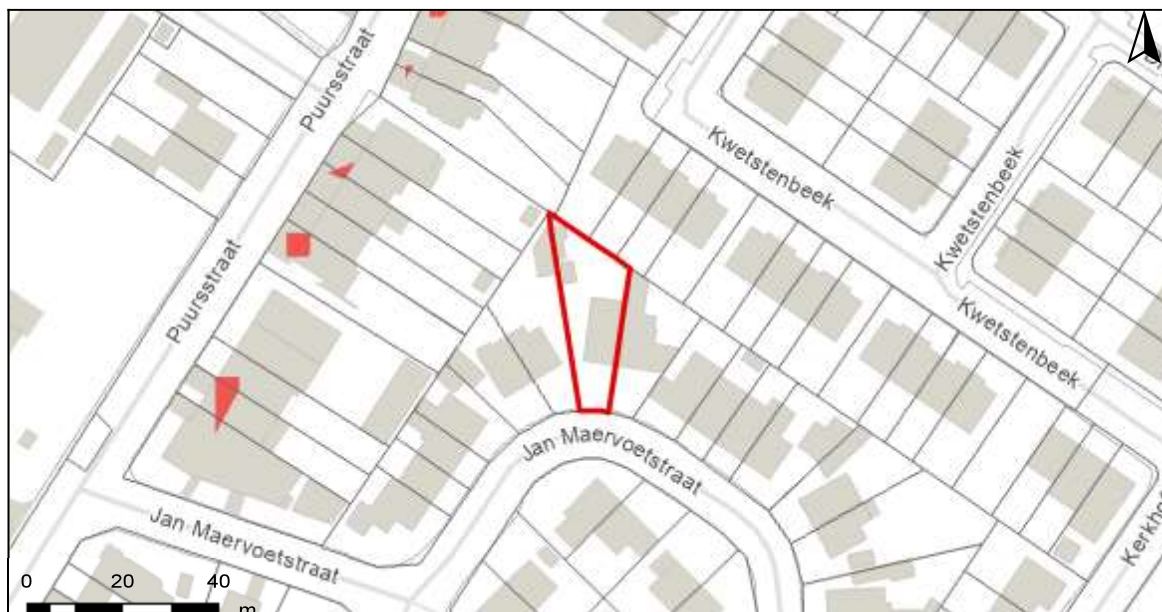 Puursstraat
Kwetstenbeek
Kwetstenbeek
Puursstraat
Kwetstenbeek
Jan Maervoetstraat
Jan Maervoetstraat
0 20 40
m